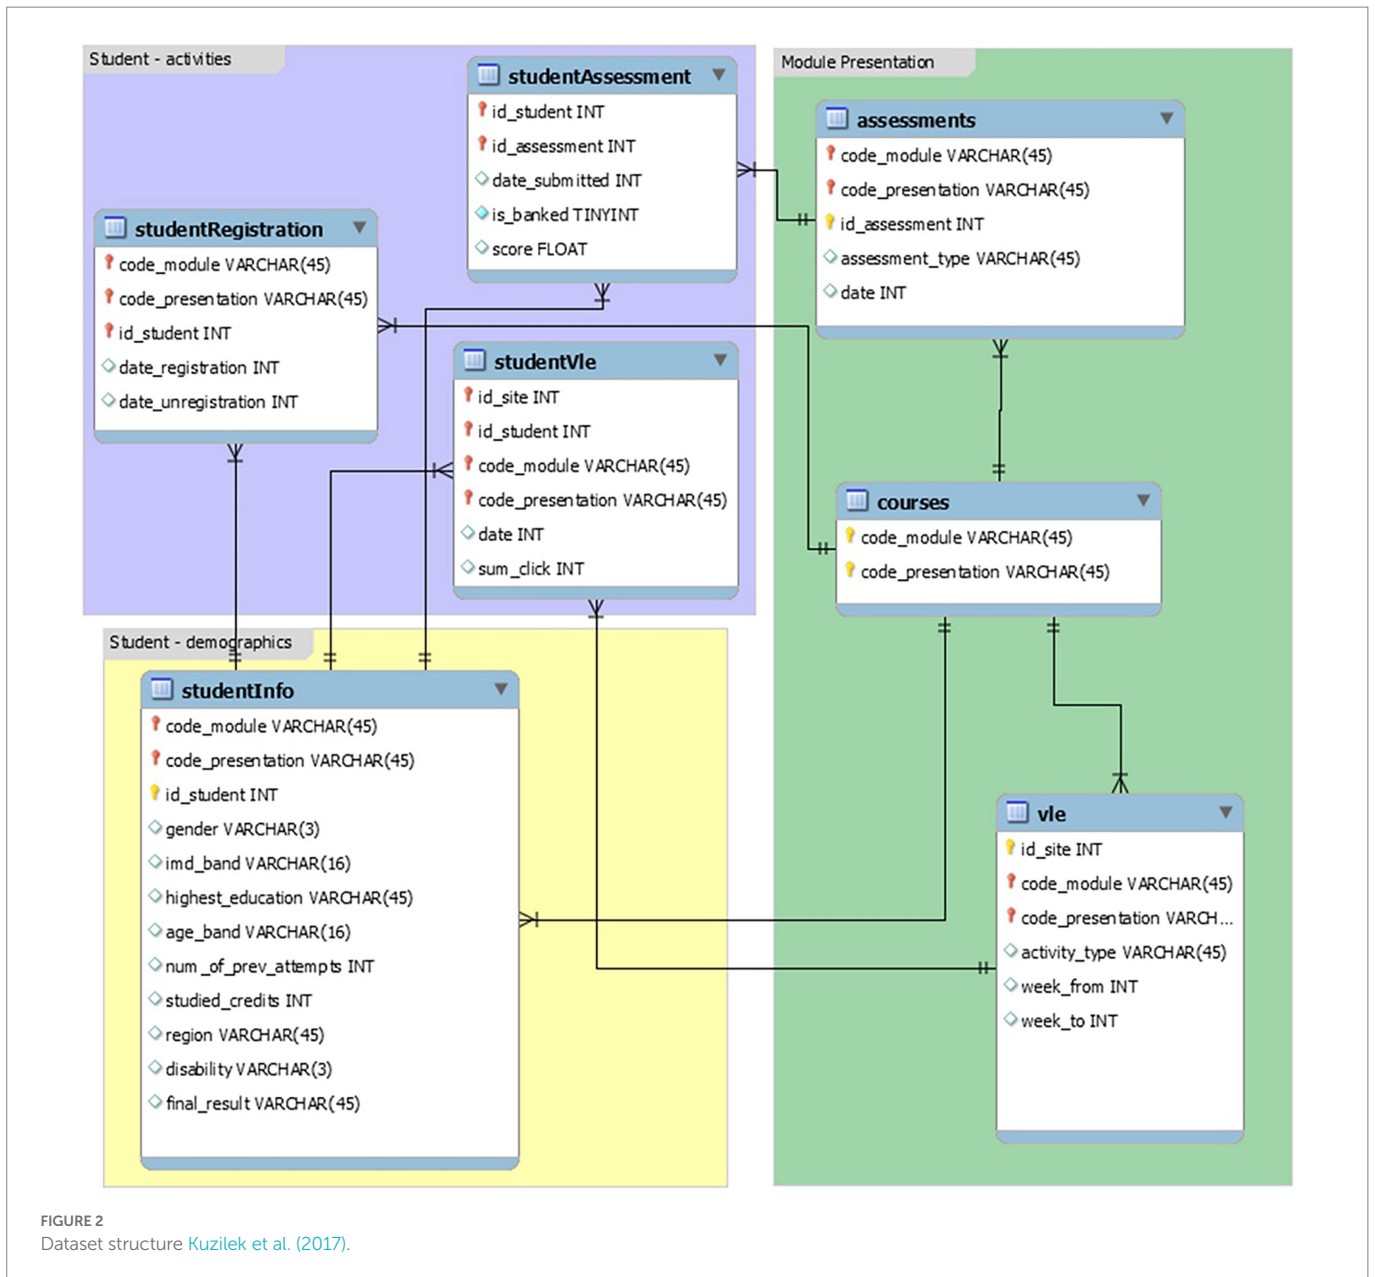 Student - activities
studentAssessment
id_student INT
id_assessment INT
date_submitted INT
is_banked TINYINT
score FLOAT
studentRegistration
code_module VARCHAR(45)
code_presentation VARCHAR(45)
id_student INT
date_registration INT
date_unregistration INT
studentVle
id_site INT
id_student INT
code_module VARCHAR(45)
code_presentation VARCHAR(45)
date INT
sum_click INT
Module Presentation
assessments
code_module VARCHAR(45)
code_presentation VARCHAR(45)
id_assessment INT
assessment_type VARCHAR(45)
date INT
courses
code_module VARCHAR(45)
code_presentation VARCHAR(45)
vle
id_site INT
code_module VARCHAR(45)
code_presentation VARCH...
activity_type VARCHAR(45)
week_from INT
week_to INT
Student - demographics
studentInfo
code_module VARCHAR(45)
code_presentation VARCHAR(45)
id_student INT
gender VARCHAR(3)
imd_band VARCHAR(16)
highest_education VARCHAR(45)
age_band VARCHAR(16)
num_of_prev_attempts INT
studied_credits INT
region VARCHAR(45)
disability VARCHAR(3)
final_result VARCHAR(45)
FIGURE 2
Dataset structure Kuzilek et al. (2017).